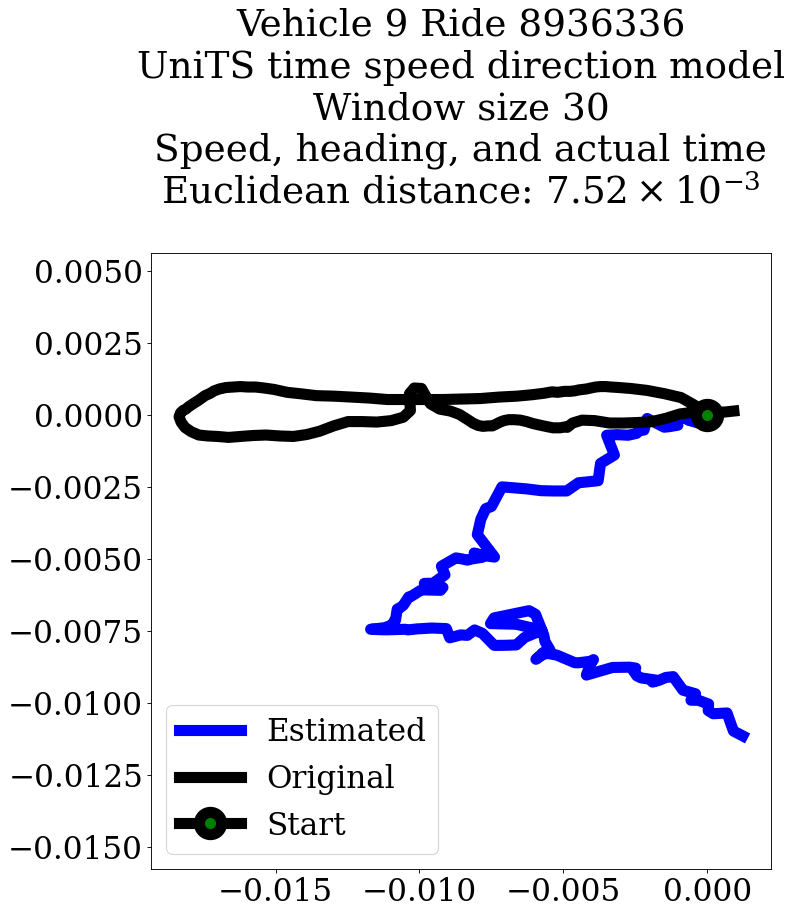 Vehicle 9 Ride 8936336
UniTS time speed direction model
Window size 30
Speed, heading, and actual time
Euclidean distance: 7.52 × 10⁻³
0.0050
0.0025
0.0000
−0.0025
−0.0050
−0.0075
−0.0100
−0.0125
−0.0150
Estimated
Original
Start
−0.015
−0.010
−0.005
0.000